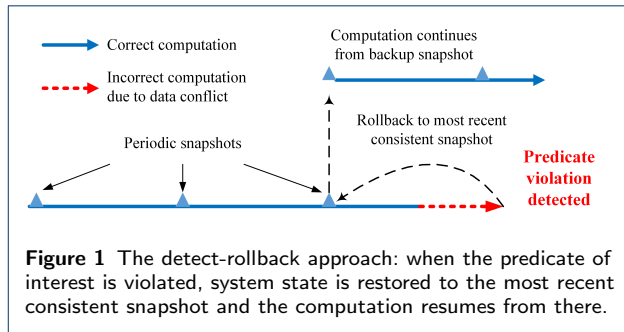 Correct computation
Incorrect computation
due to data conflict
Computation continues
from backup snapshot
Periodic snapshots
Rollback to most recent
consistent snapshot
Predicate
violation
detected
Figure 1 The detect-rollback approach: when the predicate of
interest is violated, system state is restored to the most recent
consistent snapshot and the computation resumes from there.